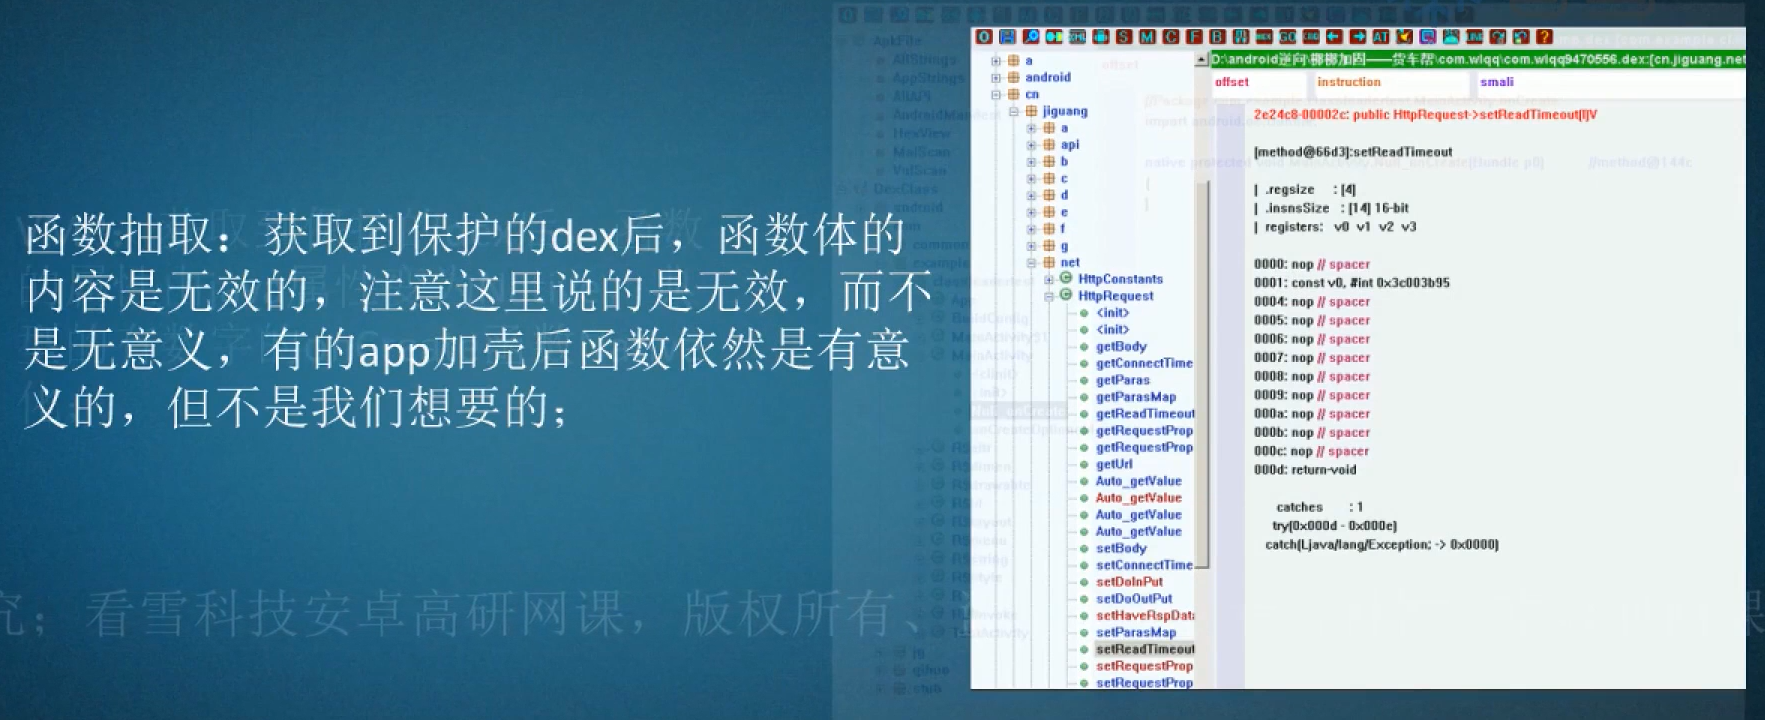 函数抽取：获取到保护的dex后，函数体的
内容是无效的，注意这里说的是无效，而不
是无意义，有的app加壳后函数依然是有意
义的，但不是我们想要的；
究；看雪科技安卓高研网课，版权所有、
a
android
cn
jiguang
a
api
b
c
d
e
f
g
net
HttpConstants
HttpRequest
<init>
<init>
getBody
getConnectTime
getParas
getParasMap
getReadTimeout
getRequestProp
getRequestProp
getUrl
Auto_getValue
Auto_getValue
Auto_getValue
Auto_getValue
setBody
setConnectTime
setDoInPut
setDoOutPut
setHaveRspData
setParasMap
setReadTimeout
setRequestProp
setRequestProp
D:\android逆向\梆梆加固——货车帮\com.wlqq\com.wlqq9470556.dex:[cn.jiguang.net
offset instruction smali
2e24c8-00002c: public HttpRequest->setReadTimeout[I]V
[method@66d3]:setReadTimeout
| .regsize : [4]
| .insnsSize : [14] 16-bit
| registers: v0 v1 v2 v3
0000: nop // spacer
0001: const v0, #int 0x3c003b95
0004: nop // spacer
0005: nop // spacer
0006: nop // spacer
0007: nop // spacer
0008: nop // spacer
0009: nop // spacer
000a: nop // spacer
000b: nop // spacer
000c: nop // spacer
000d: return-void
catches : 1
try[0x000d - 0x000e]
catch[Ljava/lang/Exception; -> 0x0000]